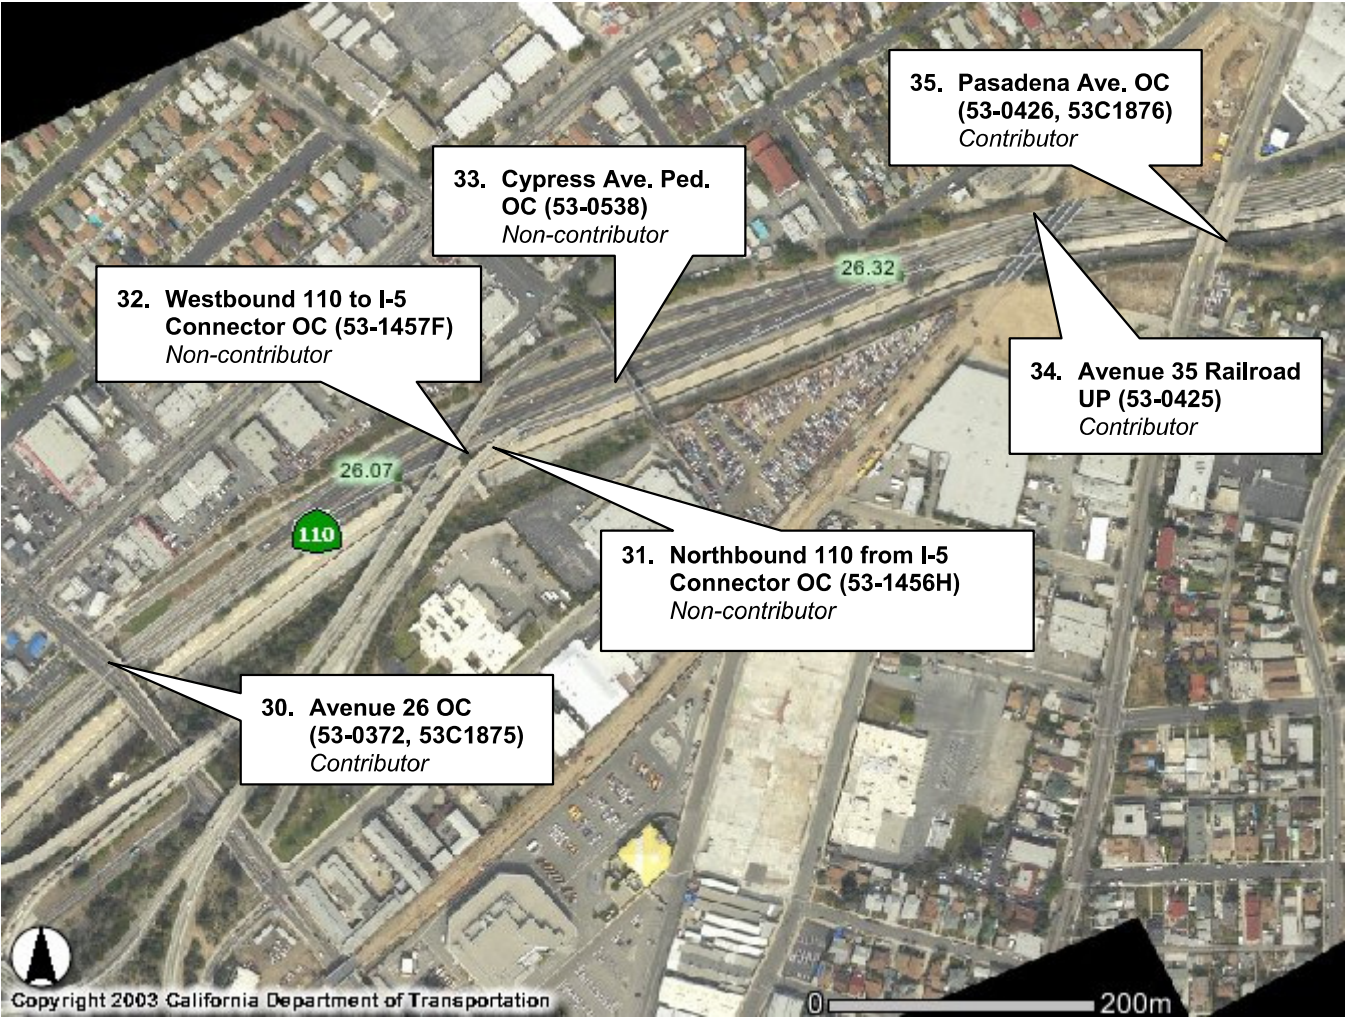 35. Pasadena Ave. OC
(53-0426, 53C1876)
Contributor
33. Cypress Ave. Ped.
OC (53-0538)
Non-contributor
32. Westbound 110 to I-5
Connector OC (53-1457F)
Non-contributor
26.32
34. Avenue 35 Railroad
UP (53-0425)
Contributor
26.07
110
31. Northbound 110 from I-5
Connector OC (53-1456H)
Non-contributor
30. Avenue 26 OC
(53-0372, 53C1875)
Contributor
Copyright 2003 California Department of Transportation
0 200m